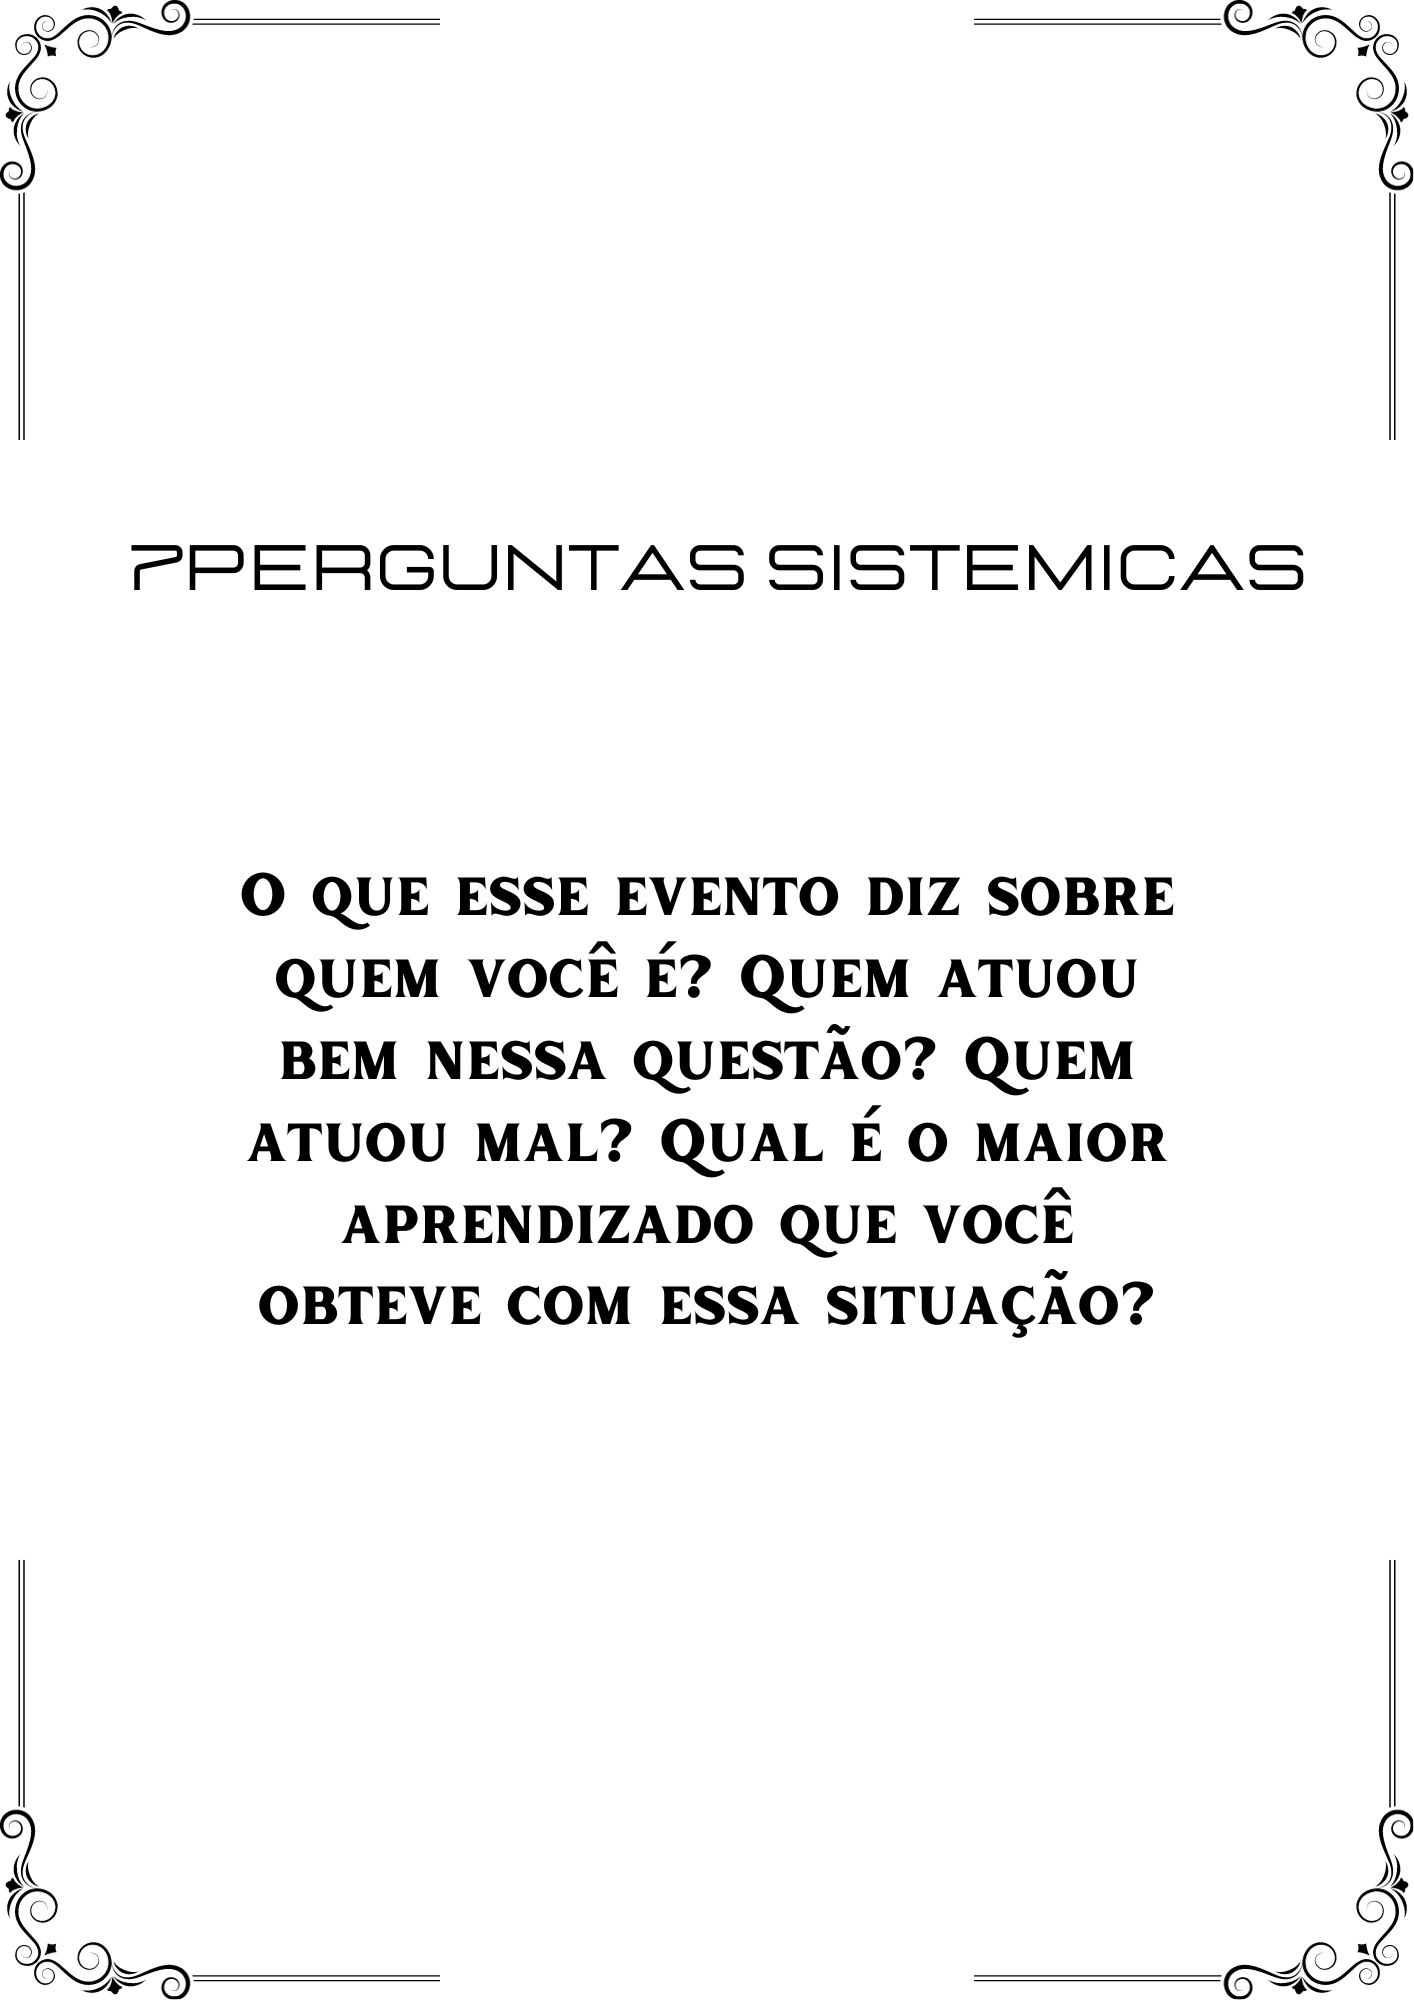 7PERGUNTAS SISTEMICAS
O QUE ESSE EVENTO DIZ SOBRE
QUEM VOCÊ É? QUEM ATUOU
BEM NESSA QUESTÃO? QUEM
ATUOU MAL? QUAL É O MAIOR
APRENDIZADO QUE VOCÊ
OBTEVE COM ESSA SITUAÇÃO?